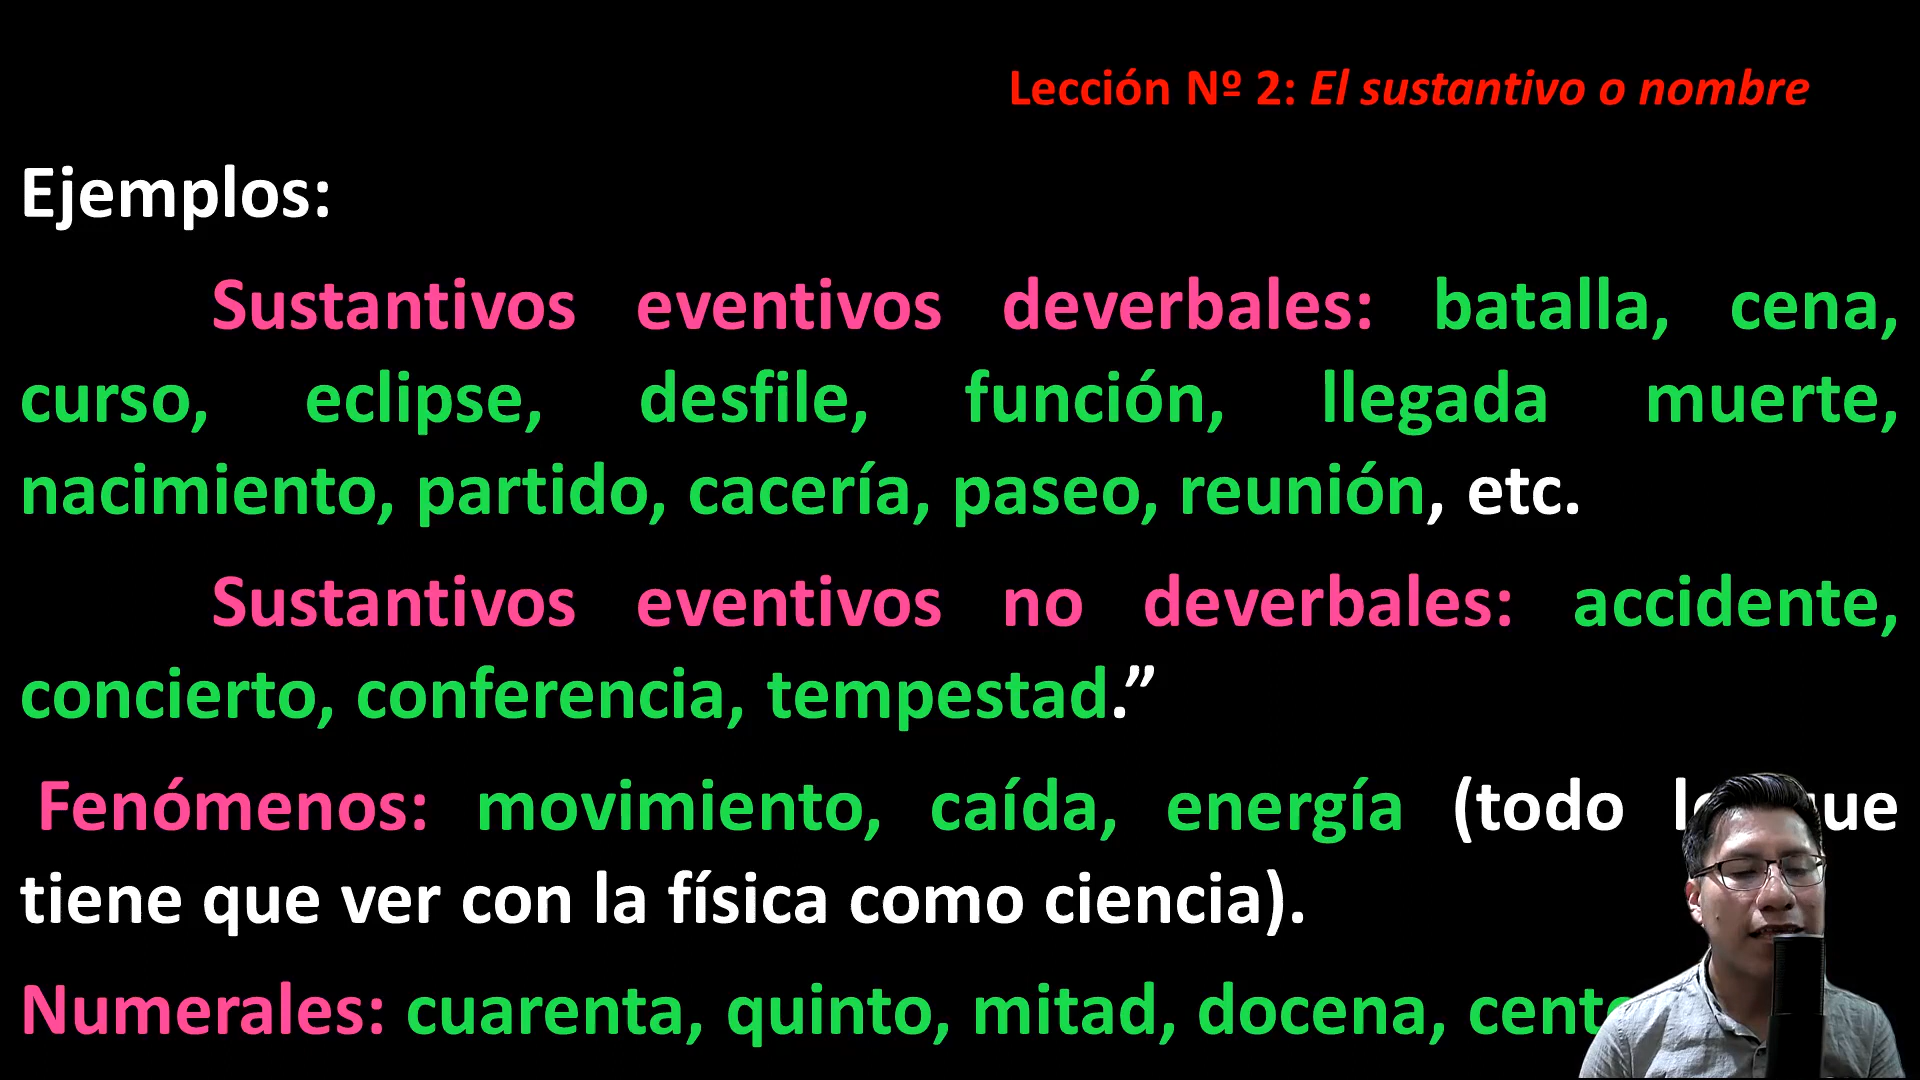 Lección Nº 2: El sustantivo o nombre
Ejemplos:
Sustantivos eventivos deverbales: batalla, cena,
curso, eclipse, desfile, función, llegada muerte,
nacimiento, partido, cacería, paseo, reunión, etc.
Sustantivos eventivos no deverbales: accidente,
concierto, conferencia, tempestad.”
Fenómenos: movimiento, caída, energía (todo
tiene que ver con la física como ciencia).
Numerales: cuarenta, quinto, mitad, docena,